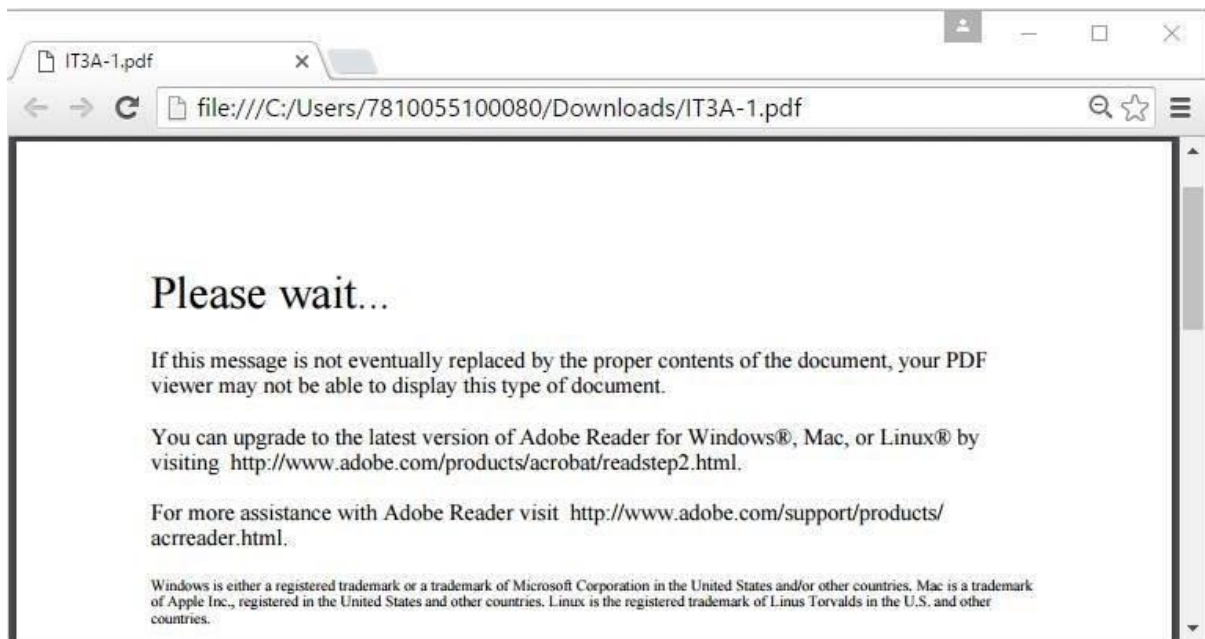 IT3A-1.pdf
file:///C:/Users/7810055100080/Downloads/IT3A-1.pdf
Please wait...
If this message is not eventually replaced by the proper contents of the document, your PDF
viewer may not be able to display this type of document.
You can upgrade to the latest version of Adobe Reader for Windows®, Mac, or Linux® by
visiting http://www.adobe.com/products/acrobat/readstep2.html.
For more assistance with Adobe Reader visit http://www.adobe.com/support/products/
acrreader.html.
Windows is either a registered trademark or a trademark of Microsoft Corporation in the United States and/or other countries. Mac is a trademark
of Apple Inc., registered in the United States and other countries. Linux is the registered trademark of Linus Torvalds in the U.S. and other
countries.